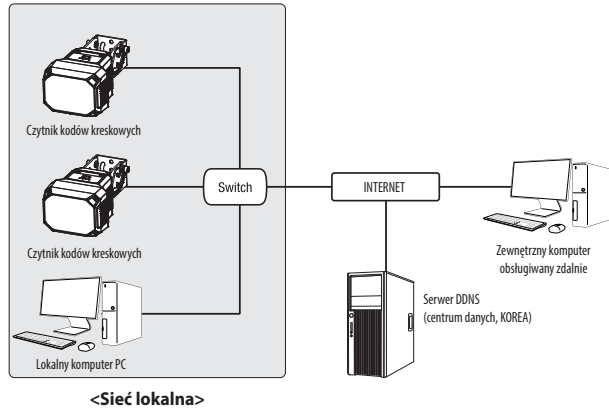 Czytnik kodów kreskowych
Czytnik kodów kreskowych
Lokalny komputer PC
<Sieć lokalna>
Switch
INTERNET
Serwer DDNS
(centrum danych, KOREA)
Zewnętrzny komputer
obsługiwany zdalnie